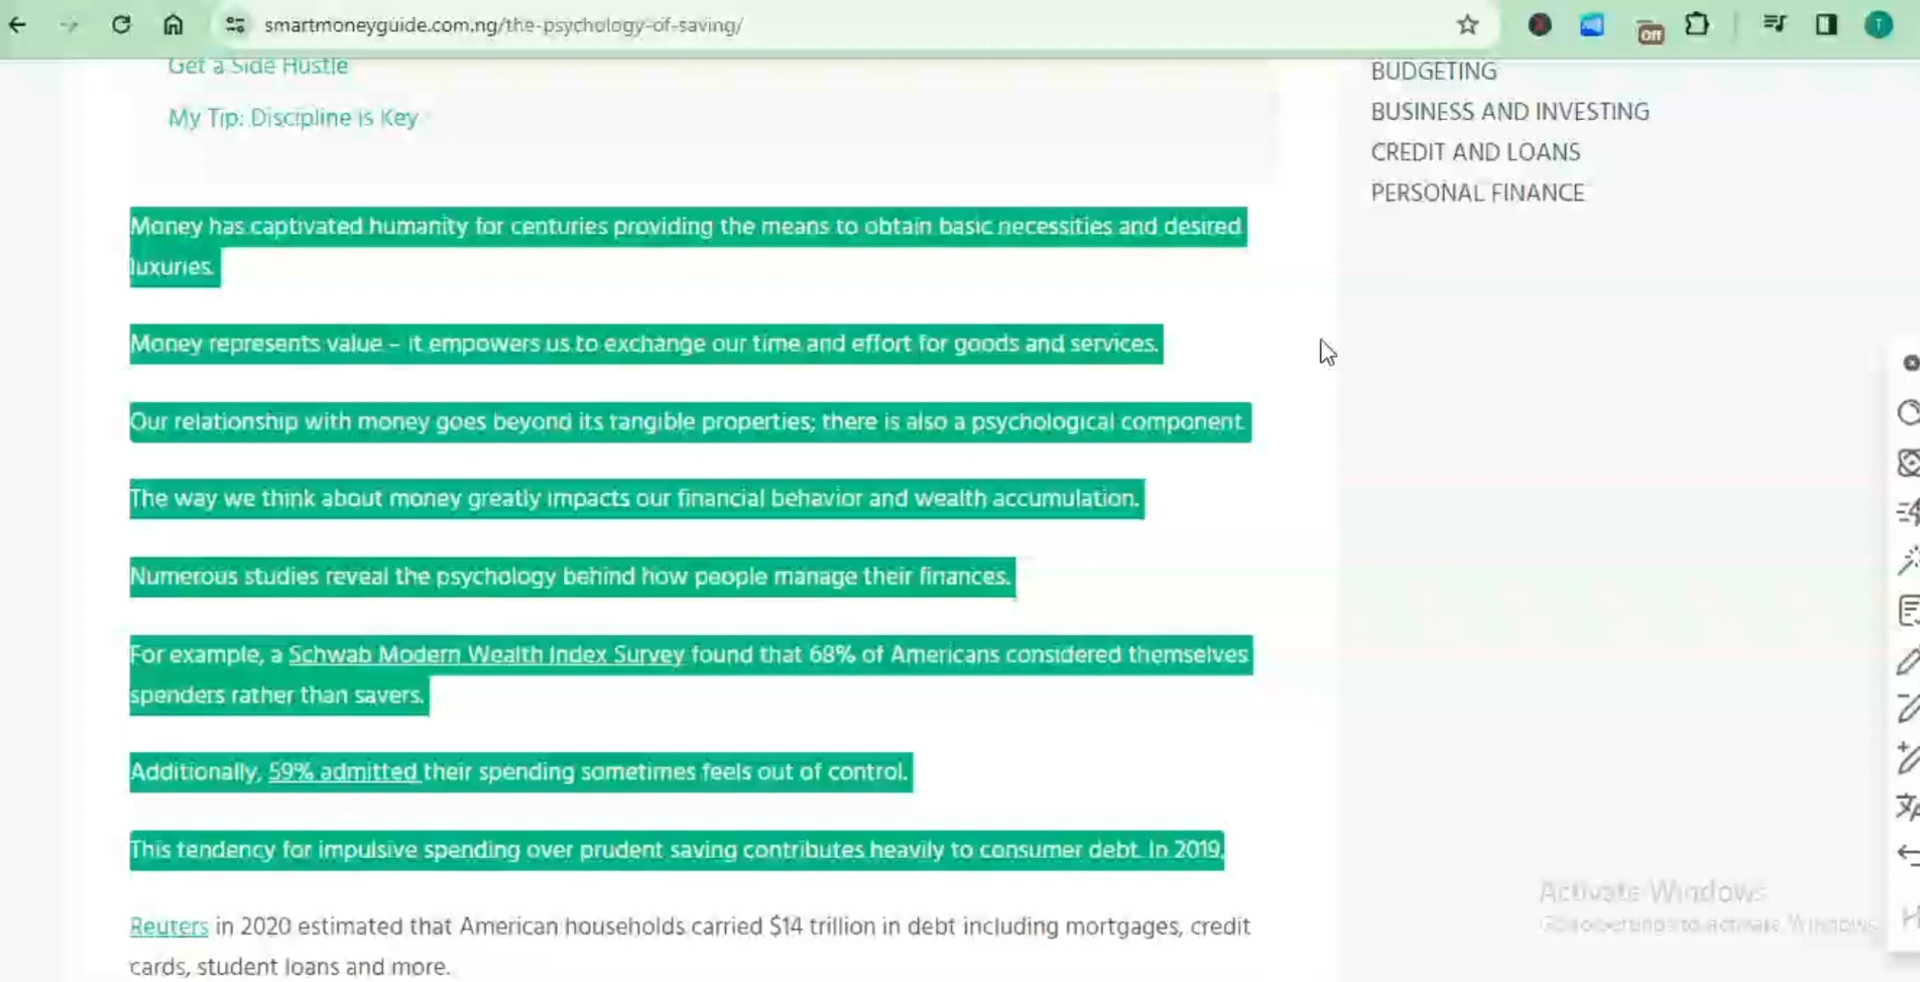 smartmoneyguide.com.ng/the-psychology-of-saving/
Off
T
Get a Side Hustle
My Tip: Discipline is Key
BUDGETING
BUSINESS AND INVESTING
CREDIT AND LOANS
PERSONAL FINANCE
Money has captivated humanity for centuries providing the means to obtain basic necessities and desired
luxuries.
Money represents value – it empowers us to exchange our time and effort for goods and services.
Our relationship with money goes beyond its tangible properties; there is also a psychological component.
The way we think about money greatly impacts our financial behavior and wealth accumulation.
Numerous studies reveal the psychology behind how people manage their finances.
For example, a Schwab Modern Wealth Index Survey found that 68% of Americans considered themselves
spenders rather than savers.
Additionally, 59% admitted their spending sometimes feels out of control.
This tendency for impulsive spending over prudent saving contributes heavily to consumer debt. In 2019,
Reuters in 2020 estimated that American households carried $14 trillion in debt including mortgages, credit
cards, student loans and more.
Activate Windows
Go to Settings to activate Windows.